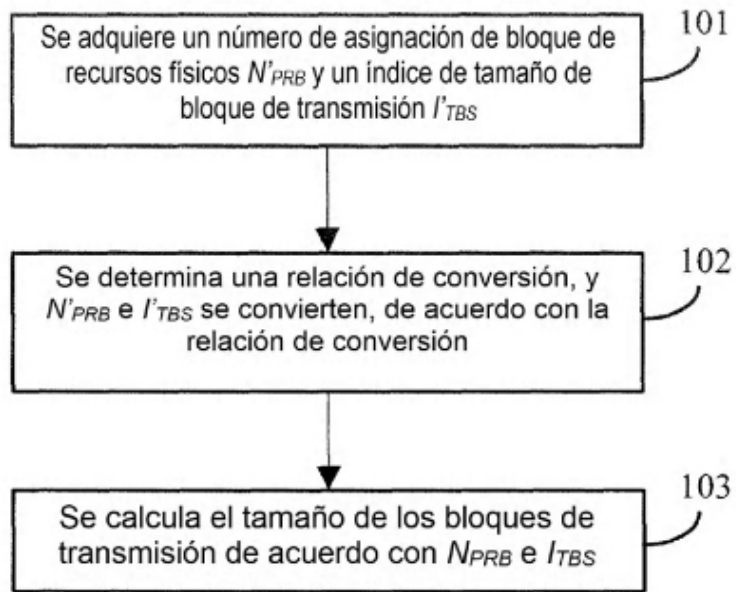 Se adquiere un número de asignación de bloque de
recursos físicos N'PRB y un índice de tamaño de
bloque de transmisión I'TBS
101
Se determina una relación de conversión, y
N'PRB e I'TBS se convierten, de acuerdo con la
relación de conversión
102
Se calcula el tamaño de los bloques de
transmisión de acuerdo con NPRB e ITBS
103